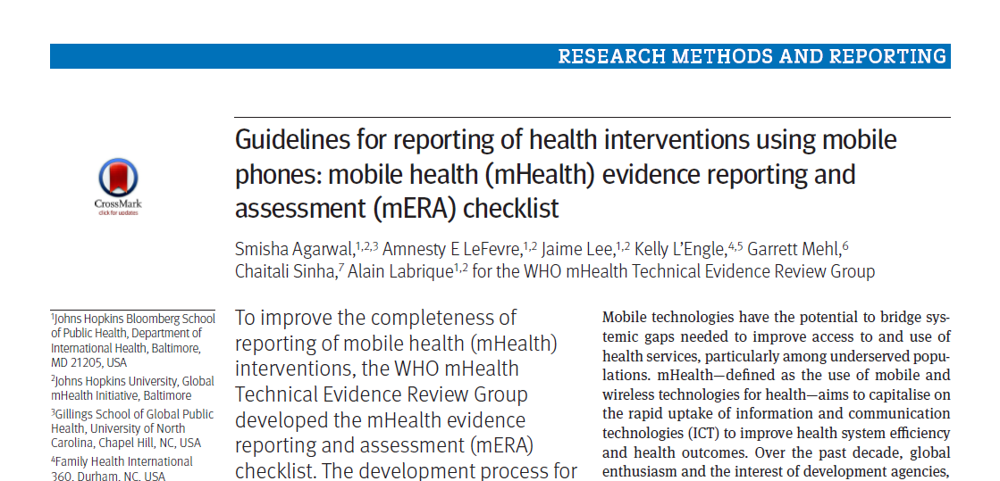 RESEARCH METHODS AND REPORTING
CrossMark
click for updates
Guidelines for reporting of health interventions using mobile
phones: mobile health (mHealth) evidence reporting and
assessment (mERA) checklist
Smisha Agarwal,1,2,3 Amnesty E LeFevre,1,2 Jaime Lee,1,2 Kelly L’Engle,4,5 Garrett Mehl,6
Chaitali Sinha,7 Alain Labrique1,2 for the WHO mHealth Technical Evidence Review Group
1Johns Hopkins Bloomberg School
of Public Health, Department of
International Health, Baltimore,
MD 21205, USA
2Johns Hopkins University, Global
mHealth Initiative, Baltimore
3Gillings School of Global Public
Health, University of North
Carolina, Chapel Hill, NC, USA
4Family Health International
360, Durham, NC, USA
To improve the completeness of
reporting of mobile health (mHealth)
interventions, the WHO mHealth
Technical Evidence Review Group
developed the mHealth evidence
reporting and assessment (mERA)
checklist. The development process for
Mobile technologies have the potential to bridge sys-
temic gaps needed to improve access to and use of
health services, particularly among underserved popu-
lations. mHealth—defined as the use of mobile and
wireless technologies for health—aims to capitalise on
the rapid uptake of information and communication
technologies (ICT) to improve health system efficiency
and health outcomes. Over the past decade, global
enthusiasm and the interest of development agencies,